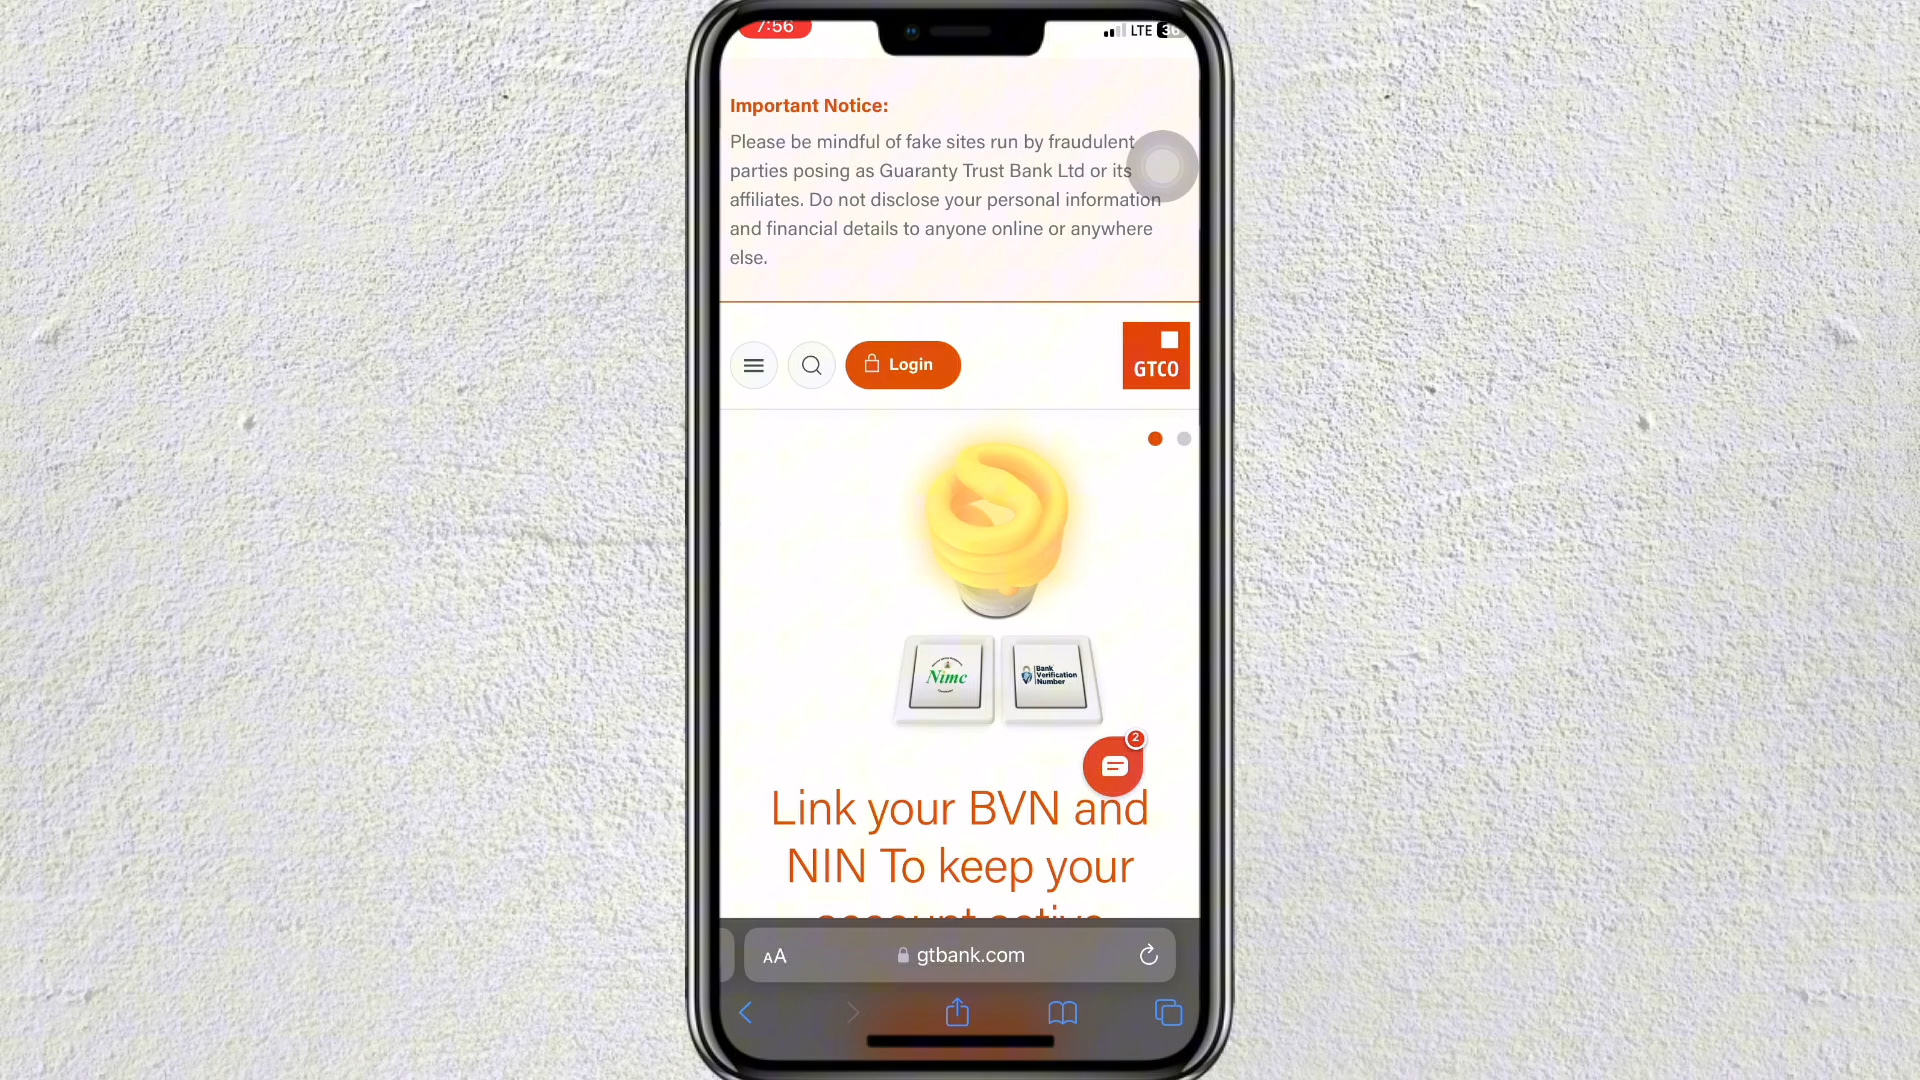 7:56
LTE
Important Notice:
Please be mindful of fake sites run by fraudulent
parties posing as Guaranty Trust Bank Ltd or its
affiliates. Do not disclose your personal information
and financial details to anyone online or anywhere
else.
Login
GTCO
Nimc
Bank
Verification
Number
2
Link your BVN and
NIN To keep your
account active
AA
gtbank.com